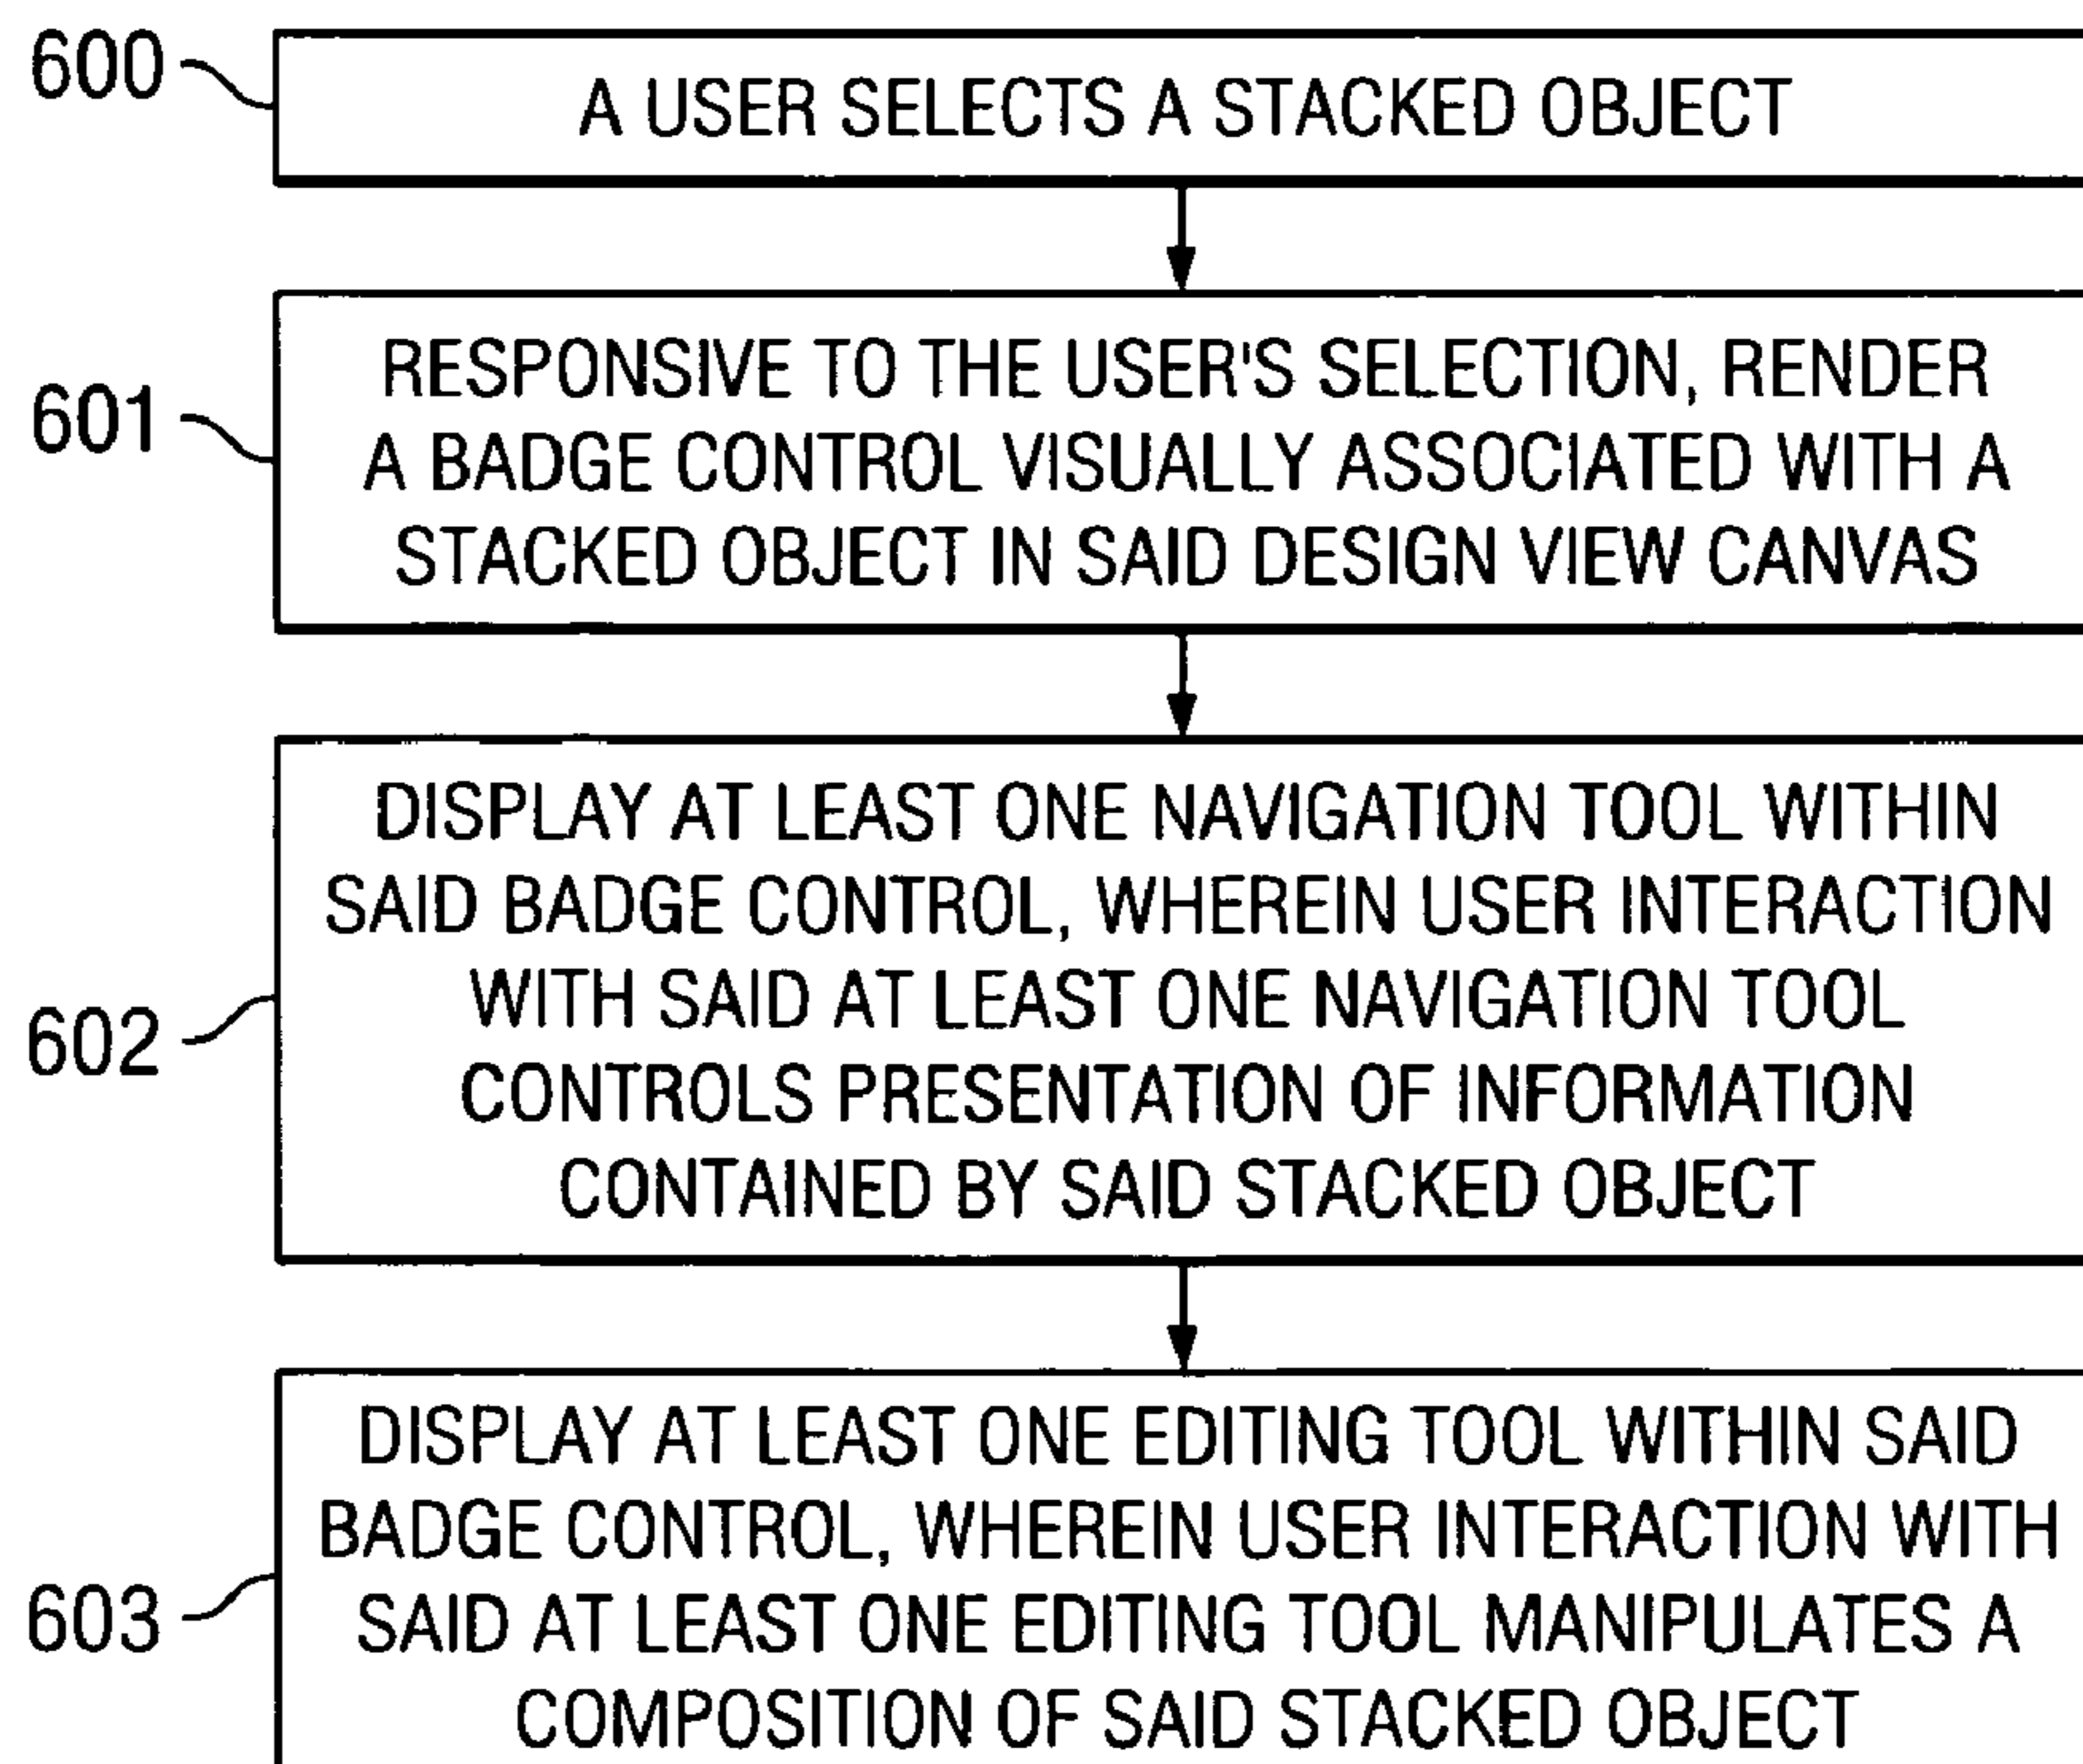 600
A USER SELECTS A STACKED OBJECT
601
RESPONSIVE TO THE USER'S SELECTION, RENDER
A BADGE CONTROL VISUALLY ASSOCIATED WITH A
STACKED OBJECT IN SAID DESIGN VIEW CANVAS
602
DISPLAY AT LEAST ONE NAVIGATION TOOL WITHIN
SAID BADGE CONTROL, WHEREIN USER INTERACTION
WITH SAID AT LEAST ONE NAVIGATION TOOL
CONTROLS PRESENTATION OF INFORMATION
CONTAINED BY SAID STACKED OBJECT
603
DISPLAY AT LEAST ONE EDITING TOOL WITHIN SAID
BADGE CONTROL, WHEREIN USER INTERACTION WITH
SAID AT LEAST ONE EDITING TOOL MANIPULATES A
COMPOSITION OF SAID STACKED OBJECT